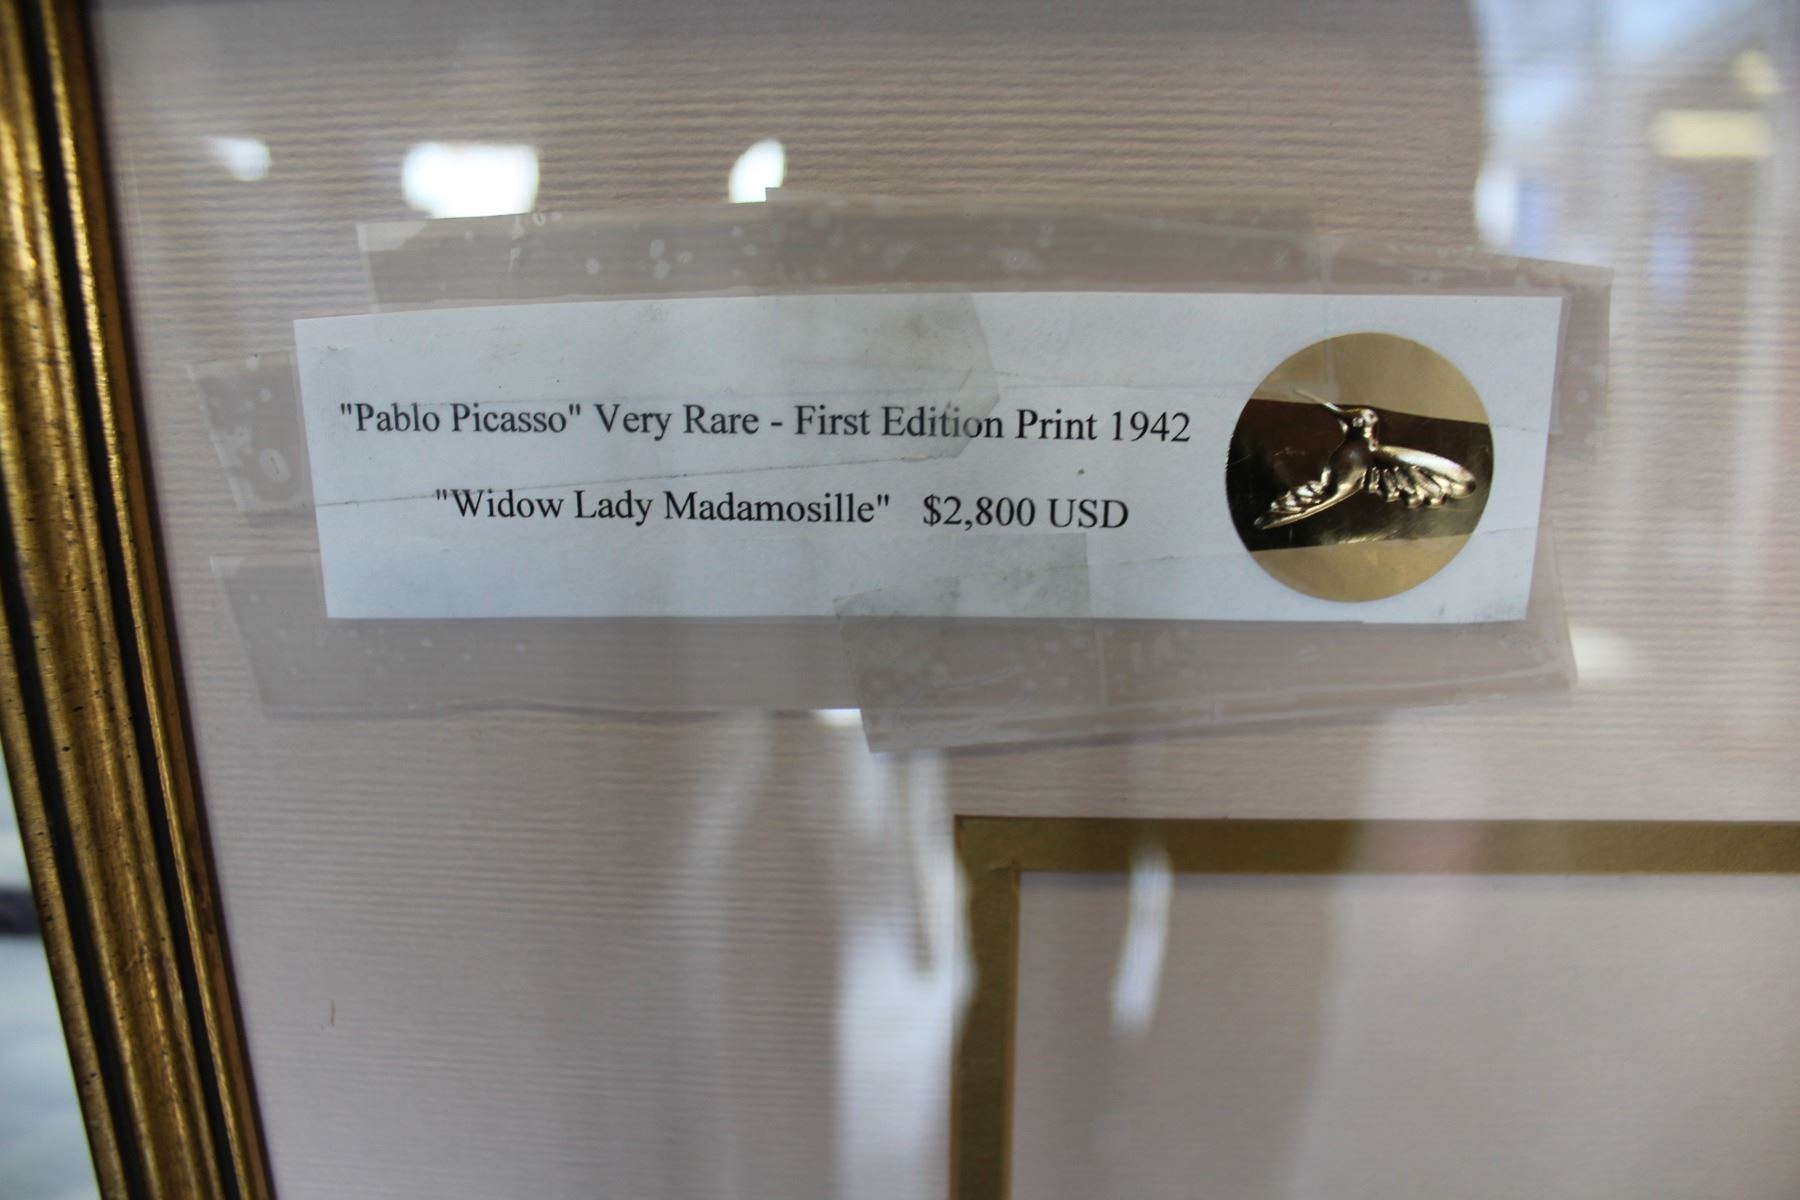 "Pablo Picasso" Very Rare - First Edition Print 1942
"Widow Lady Madamosille" $2,800 USD